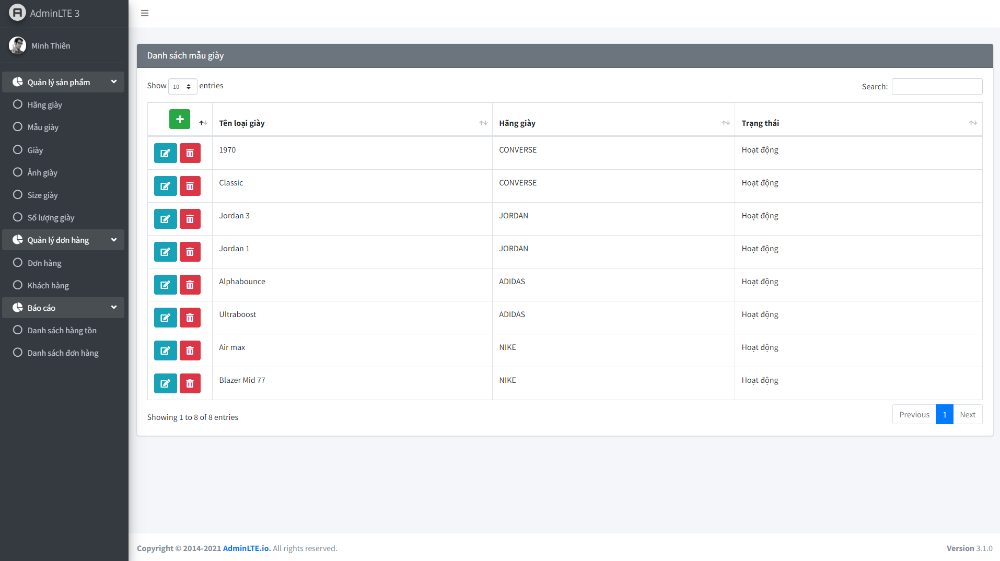 AdminLTE 3
Minh Thiên
Quản lý sản phẩm
Hãng giày
Mẫu giày
Giày
Ảnh giày
Size giày
Số lượng giày
Quản lý đơn hàng
Đơn hàng
Khách hàng
Báo cáo
Danh sách hàng tồn
Danh sách đơn hàng
Danh sách mẫu giày
Show 10 entries
Search:
Tên loại giày Hãng giày Trạng thái
1970 CONVERSE Hoạt động
Classic CONVERSE Hoạt động
Jordan 3 JORDAN Hoạt động
Jordan 1 JORDAN Hoạt động
Alphabounce ADIDAS Hoạt động
Ultraboost ADIDAS Hoạt động
Air max NIKE Hoạt động
Blazer Mid 77 NIKE Hoạt động
Showing 1 to 8 of 8 entries
Previous 1 Next
Copyright © 2014-2021 AdminLTE.io. All rights reserved.
Version 3.1.0